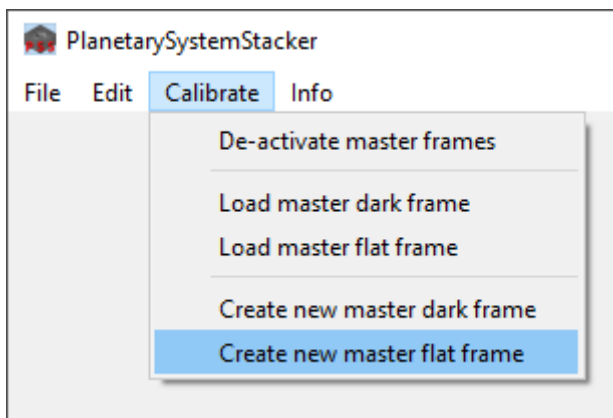 PlanetarySystemStacker
File Edit Calibrate Info
De-activate master frames
Load master dark frame
Load master flat frame
Create new master dark frame
Create new master flat frame